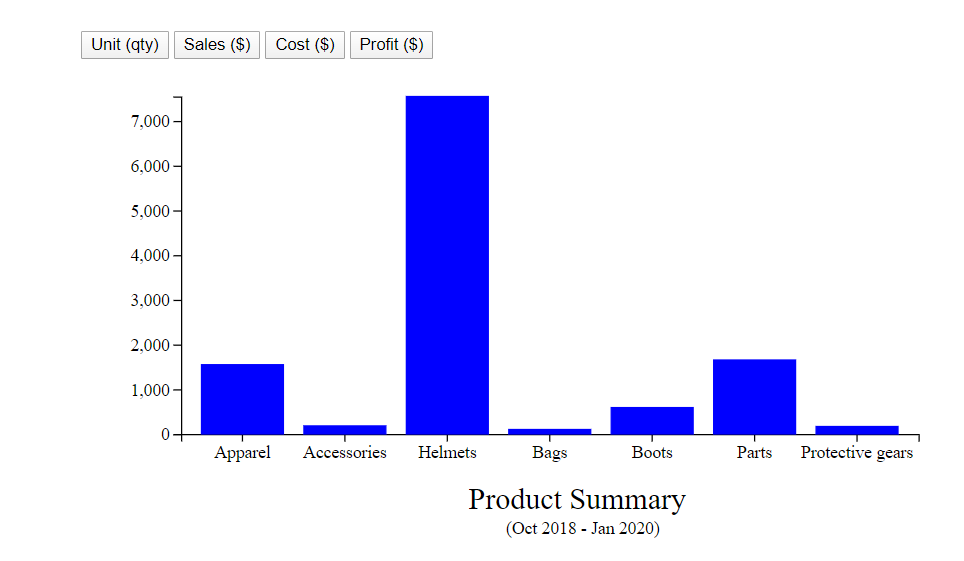 Unit (qty) Sales ($) Cost ($) Profit ($)
7,000
6,000
5,000
4,000
3,000
2,000
1,000
0
Apparel Accessories Helmets Bags Boots Parts Protective gears
Product Summary
(Oct 2018 - Jan 2020)